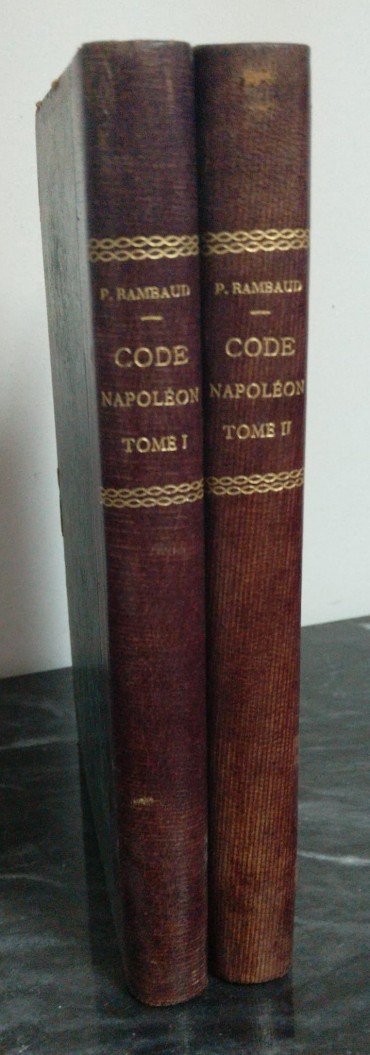 P. RAMBAUD
CODE
NAPOLÉON
TOME I
P. RAMBAUD
CODE
NAPOLÉON
TOME II